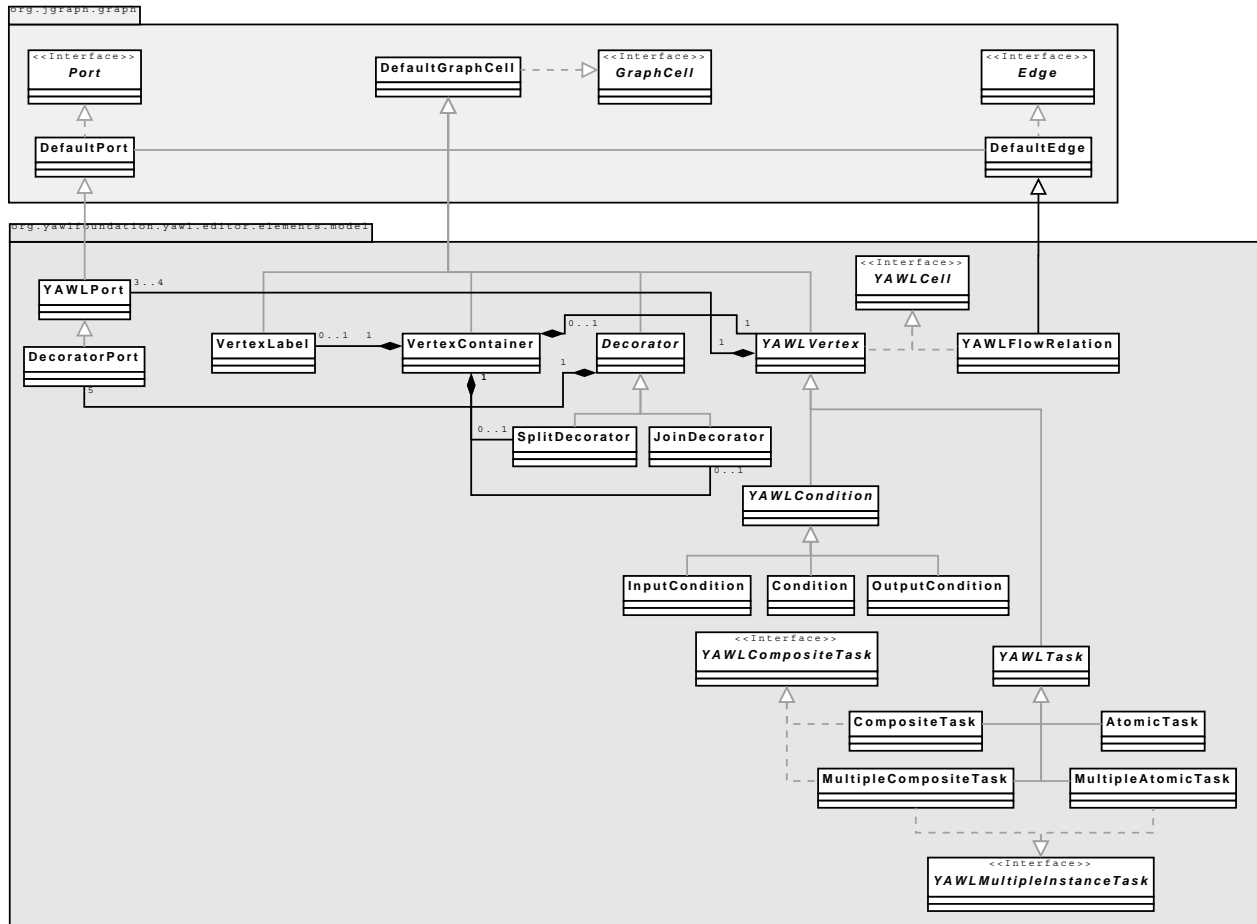 org.jgraph.graph
<<Interface>>
Port
DefaultGraphCell
<<Interface>>
GraphCell
<<Interface>>
Edge
DefaultPort
DefaultEdge
org.yawlfoundation.yawl.editor.elements.model
<<Interface>>
YAWLCell
YAWLPort
3..4
0..1
1
VertexLabel
0..1
1
VertexContainer
Decorator
1
YAWLVertex
YAWLFlowRelation
DecoratorPort
5
1
1
0..1
SplitDecorator
JoinDecorator
0..1
YAWLCondition
InputCondition
Condition
OutputCondition
<<Interface>>
YAWLCompositeTask
YAWLTask
CompositeTask
AtomicTask
MultipleCompositeTask
MultipleAtomicTask
<<Interface>>
YAWLMultipleInstanceTask